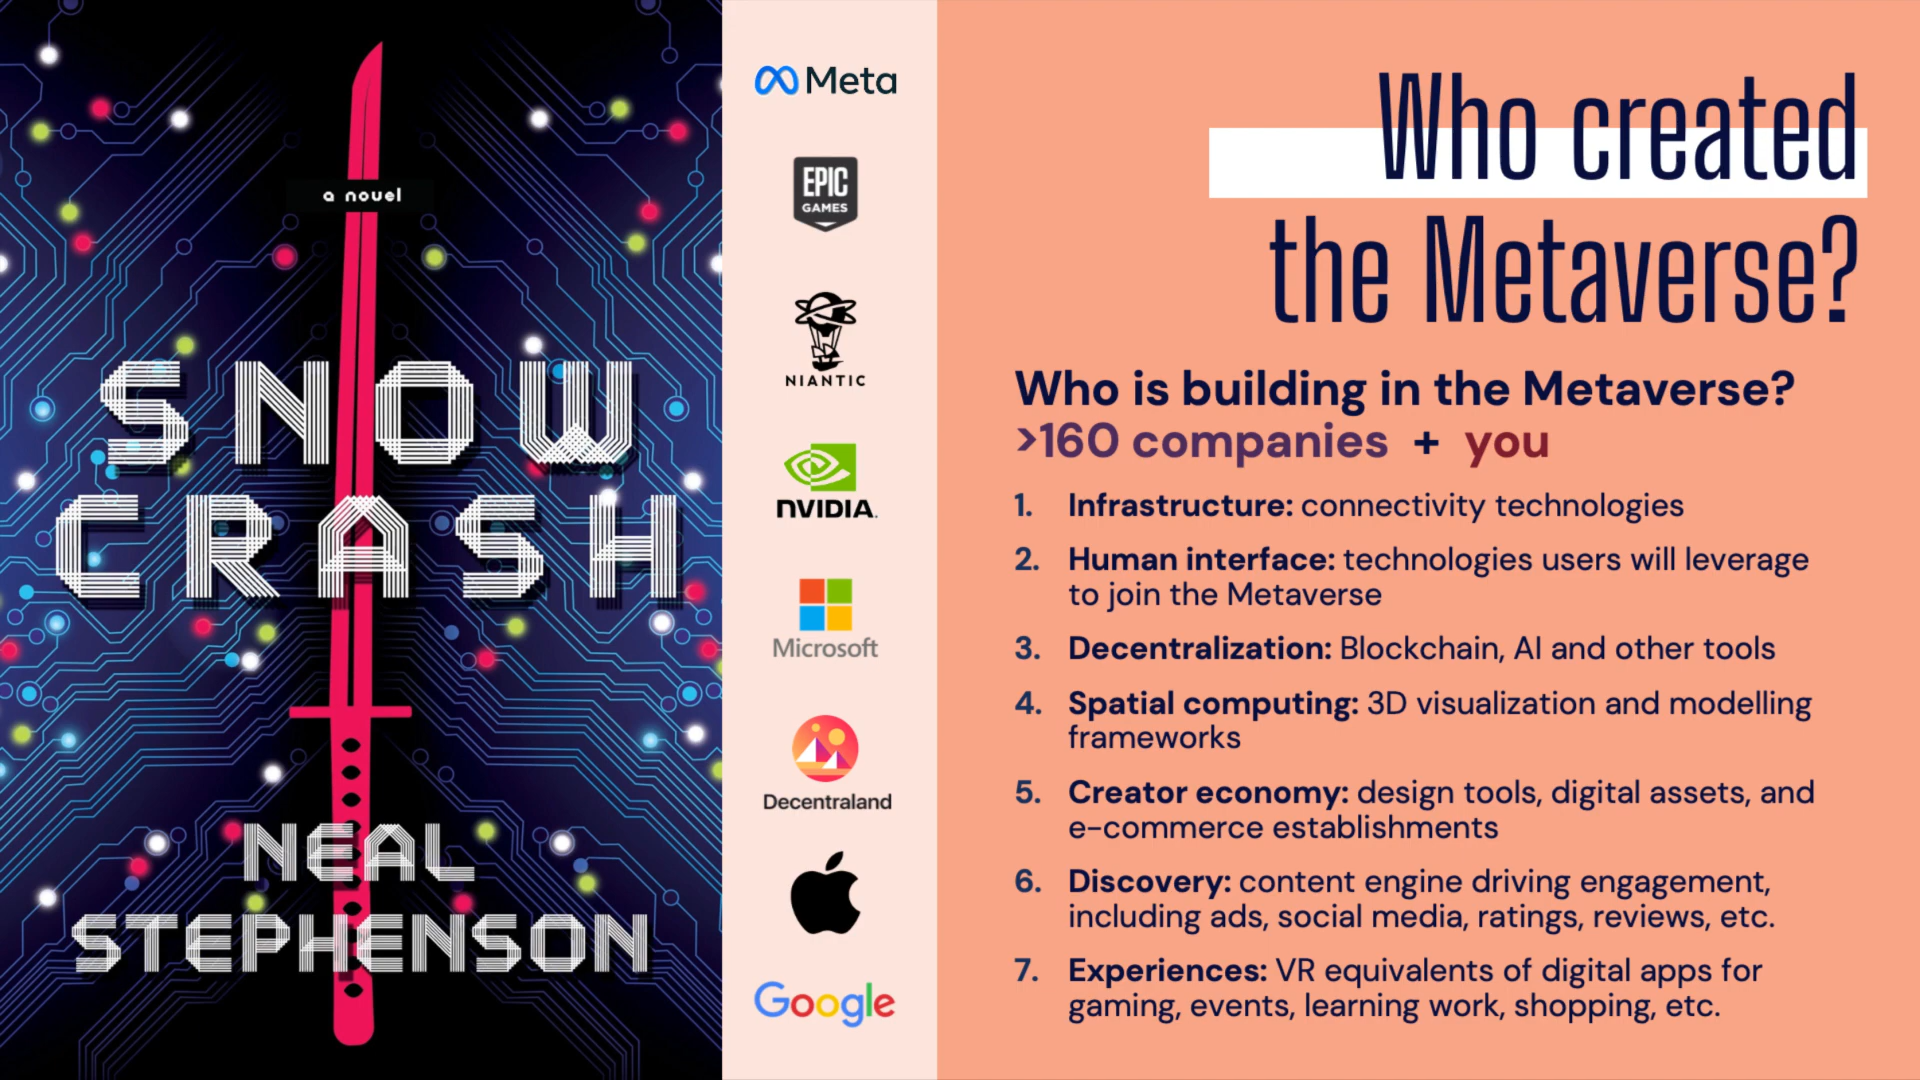 a novel
SNOW
CRASH
NEAL
STEPHENSON
Meta
EPIC
GAMES
NIANTIC
NVIDIA.
Microsoft
Decentraland
Google
Who created
the Metaverse?
Who is building in the Metaverse?
>160 companies + you
1. Infrastructure: connectivity technologies
2. Human interface: technologies users will leverage
to join the Metaverse
3. Decentralization: Blockchain, AI and other tools
4. Spatial computing: 3D visualization and modelling
frameworks
5. Creator economy: design tools, digital assets, and
e-commerce establishments
6. Discovery: content engine driving engagement,
including ads, social media, ratings, reviews, etc.
7. Experiences: VR equivalents of digital apps for
gaming, events, learning work, shopping, etc.